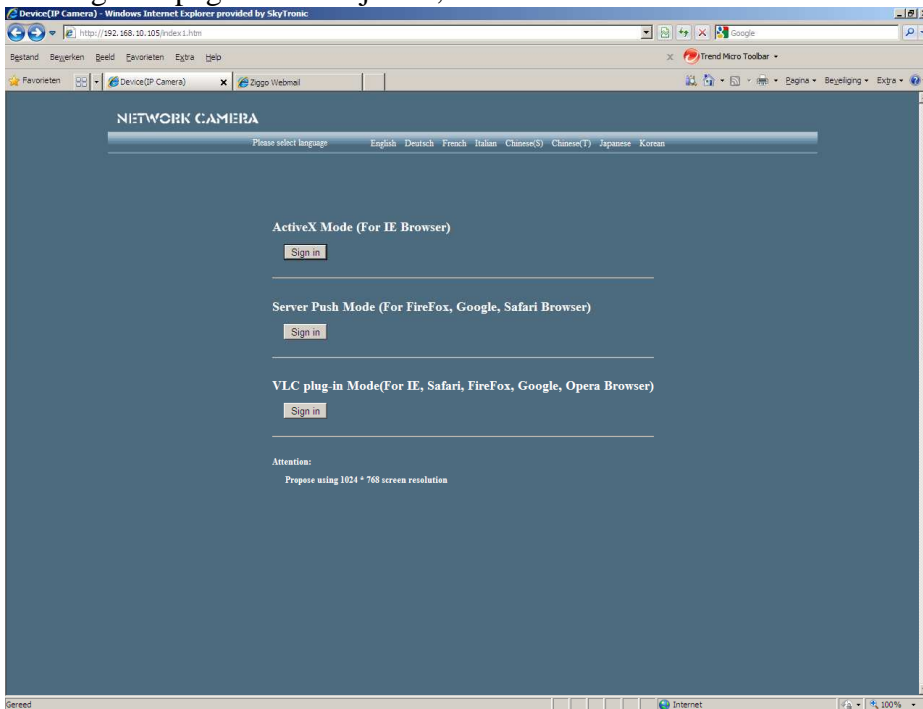 Device(IP Camera) - Windows Internet Explorer provided by SkyTronic
http://192.168.10.105/index1.htm
Google
Bestand Bewerken Beeld Favorieten Extra Help
x Trend Micro Toolbar
Favorieten Device(IP Camera) x Ziggo Webmail Pagina Beveiliging Extra
NETWORK CAMERA
Please select language English Deutsch French Italian Chinese(S) Chinese(T) Japanese Korean
ActiveX Mode (For IE Browser)
Sign in
Server Push Mode (For FireFox, Google, Safari Browser)
Sign in
VLC plug-in Mode(For IE, Safari, FireFox, Google, Opera Browser)
Sign in
Attention:
Propose using 1024 * 768 screen resolution
Gereed Internet 100%